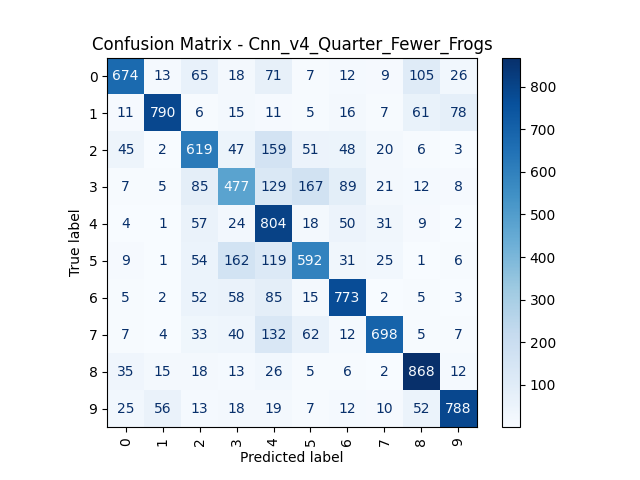 Confusion Matrix - Cnn_v4_Quarter_Fewer_Frogs
0 674 13 65 18 71 7 12 9 105 26
1 11 790 6 15 11 5 16 7 61 78
2 45 2 619 47 159 51 48 20 6 3
3 7 5 85 477 129 167 89 21 12 8
4 4 1 57 24 804 18 50 31 9 2
5 9 1 54 162 119 592 31 25 1 6
6 5 2 52 58 85 15 773 2 5 3
7 7 4 33 40 132 62 12 698 5 7
8 35 15 18 13 26 5 6 2 868 12
9 25 56 13 18 19 7 12 10 52 788
0 1 2 3 4 5 6 7 8 9
True label
Predicted label
800
700
600
500
400
300
200
100